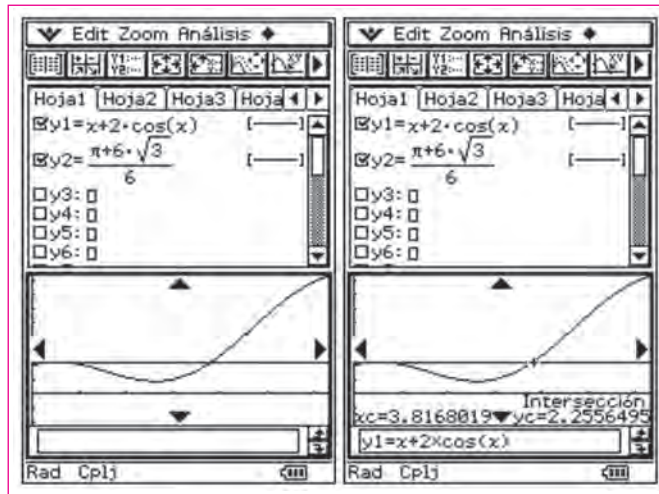 Edit Zoom Análisis
Hoja1 Hoja2 Hoja3 Hoja
y1=x+2·cos(x) [—]
y2=π+6·√3/6 [—]
y3:▯
y4:▯
y5:▯
y6:▯
Rad Cplj
Edit Zoom Análisis
Hoja1 Hoja2 Hoja3 Hoja
y1=x+2·cos(x) [—]
y2=π+6·√3/6 [—]
y3:▯
y4:▯
y5:▯
y6:▯
Intersección
xc=3.8168019 yc=2.2556495
y1=x+2×cos(x)
Rad Cplj